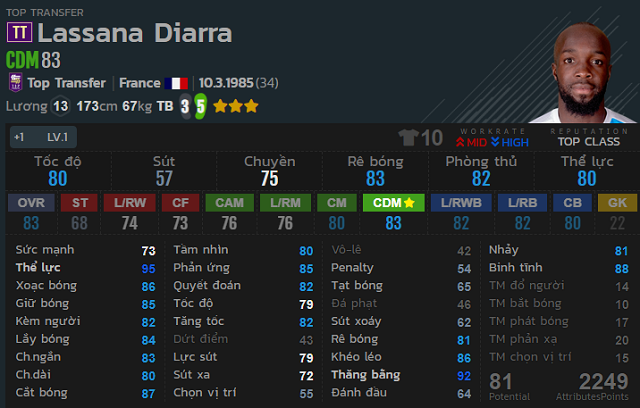 TOP TRANSFER
TT Lassana Diarra
CDM 83
Top Transfer France 10.3.1985 (34)
Lương 13 173cm 67kg TB 3 5
+1 LV.1
10
WORKRATE
MID HIGH
REPUTATION
TOP CLASS
Tốc độ Sút Chuyền Rê bóng Phòng thủ Thể lực
80 57 75 83 82 80
OVR ST L/RW CF CAM L/RM CM CDM L/RWB L/RB CB GK
83 68 74 73 76 76 80 83 82 82 80 22
Sức mạnh 73 Tầm nhìn 80 Vô-lê 42 Nhảy 81
Thể lực 95 Phản ứng 85 Penalty 54 Bình tĩnh 88
Xoạc bóng 86 Quyết đoán 82 Tạt bóng 65 TM đổ người 14
Giữ bóng 85 Tốc độ 79 Đá phạt 46 TM bắt bóng 10
Kèm người 82 Tăng tốc 82 Sút xoáy 62 TM phát bóng 17
Lấy bóng 84 Dứt điểm 43 Rê bóng 81 TM phản xạ 20
Ch.ngắn 83 Lực sút 79 Khéo léo 86 TM chọn vị trí 15
Ch.dài 80 Sút xa 72 Thăng bằng 92
Cắt bóng 87 Chọn vị trí 55 Đánh đầu 64
81 2249
Potential AttributesPoints